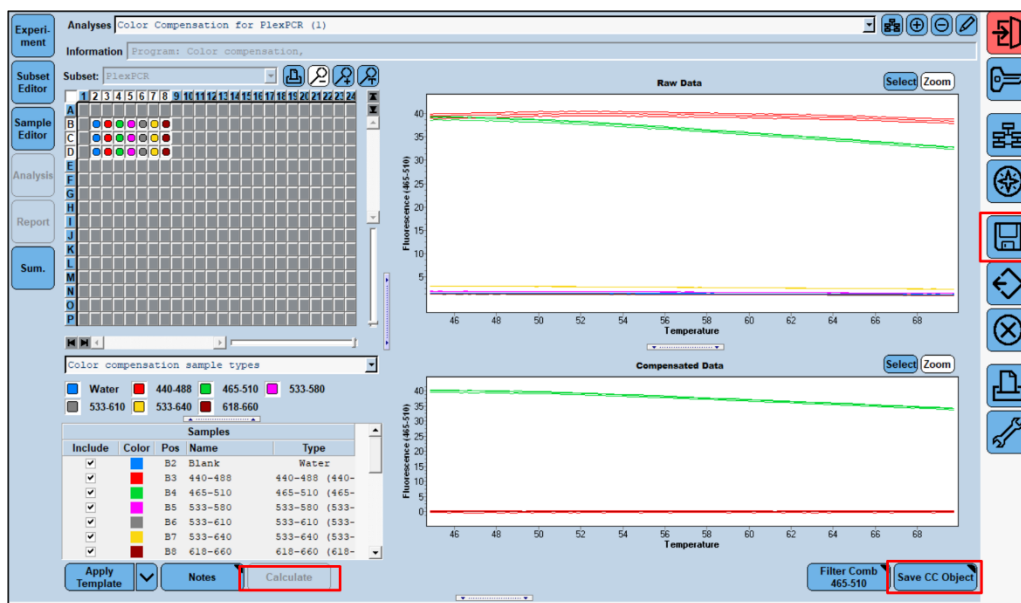 Experi-
ment
Analyses Color Compensation for PlexPCR (1)
Information Program: Color compensation,
Subset
Editor
Subset: PlexPCR
Sample
Editor
Analysis
Report
Sum.
1 2 3 4 5 6 7 8 9 10 11 12 13 14 15 16 17 18 19 20 21 22 23 24
A
B
C
D
E
F
G
H
I
J
K
L
M
N
O
P
Raw Data
Select Zoom
Fluorescence (465-510)
40
35
30
25
20
15
10
5
46 48 50 52 54 56 58 60 62 64 66 68
Temperature
Color compensation sample types
Water 440-488 465-510 533-580
533-610 533-640 618-660
Samples
Include Color Pos Name Type
B2 Blank Water
B3 440-488 440-488 (440-
B4 465-510 465-510 (465-
B5 533-580 533-580 (533-
B6 533-610 533-610 (533-
B7 533-640 533-640 (533-
B8 618-660 618-660 (618-
Compensated Data
Select Zoom
Fluorescence (465-510)
40
35
30
25
20
15
10
5
0
46 48 50 52 54 56 58 60 62 64 66 68
Temperature
Apply
Template
Notes
Calculate
Filter Comb
465-510
Save CC Object